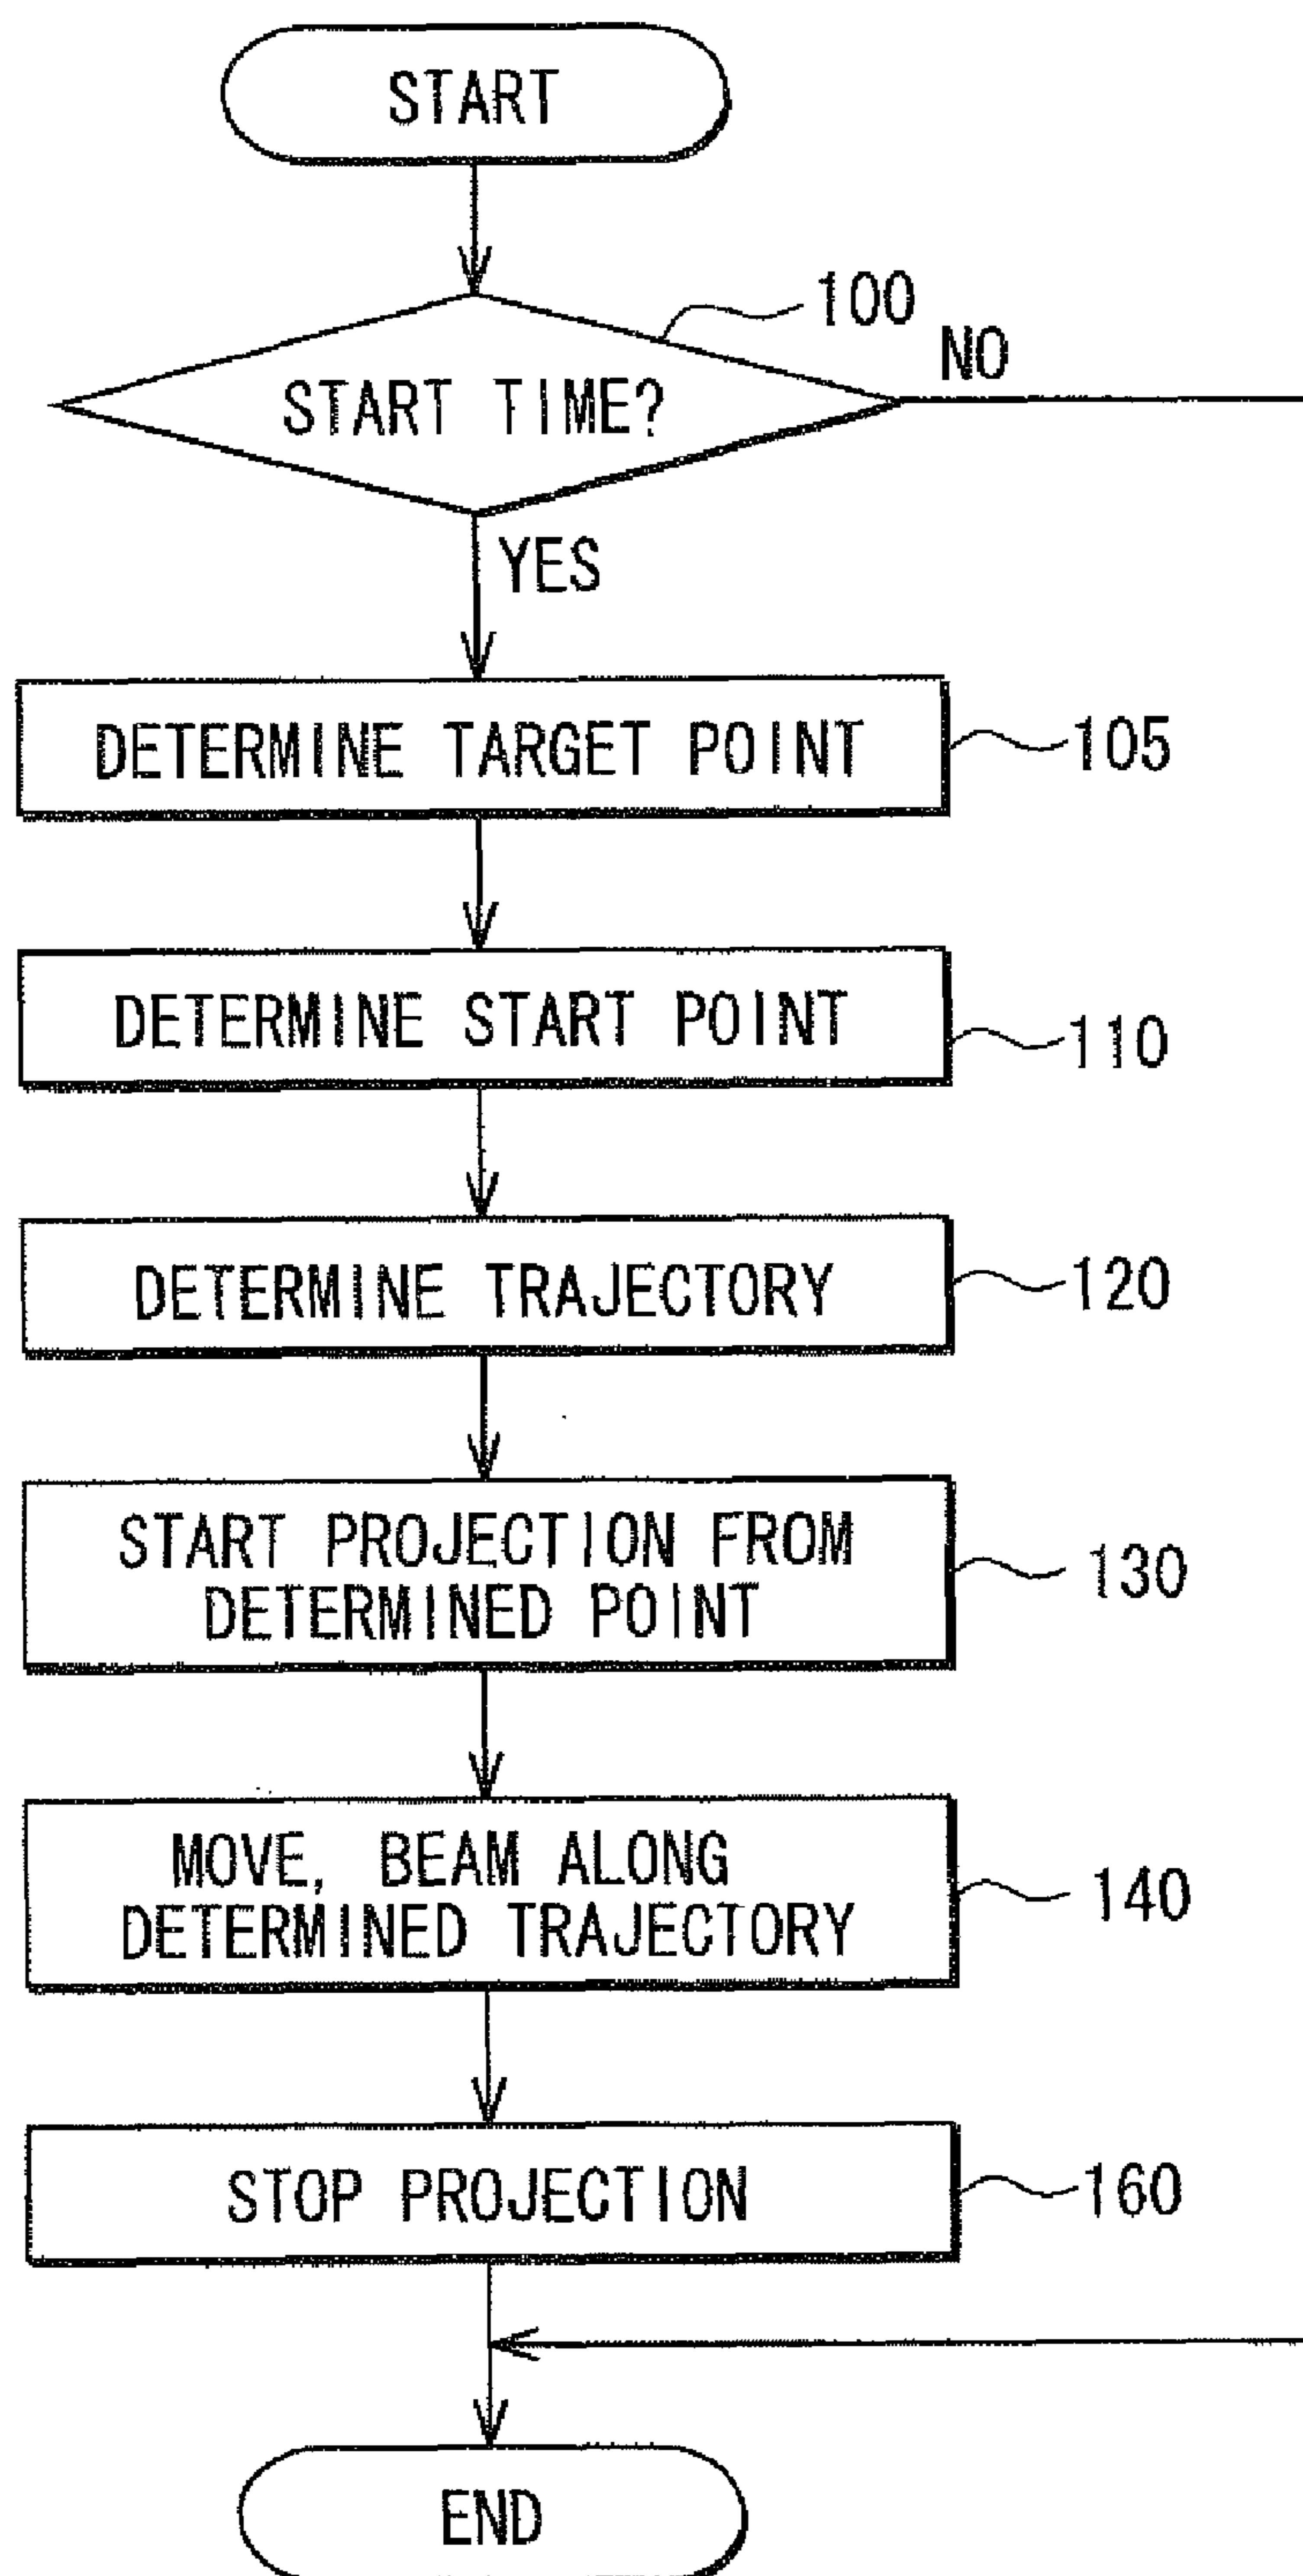 START
100
NO
START TIME?
YES
DETERMINE TARGET POINT
105
DETERMINE START POINT
110
DETERMINE TRAJECTORY
120
START PROJECTION FROM
DETERMINED POINT
130
MOVE, BEAM ALONG
DETERMINED TRAJECTORY
140
STOP PROJECTION
160
END